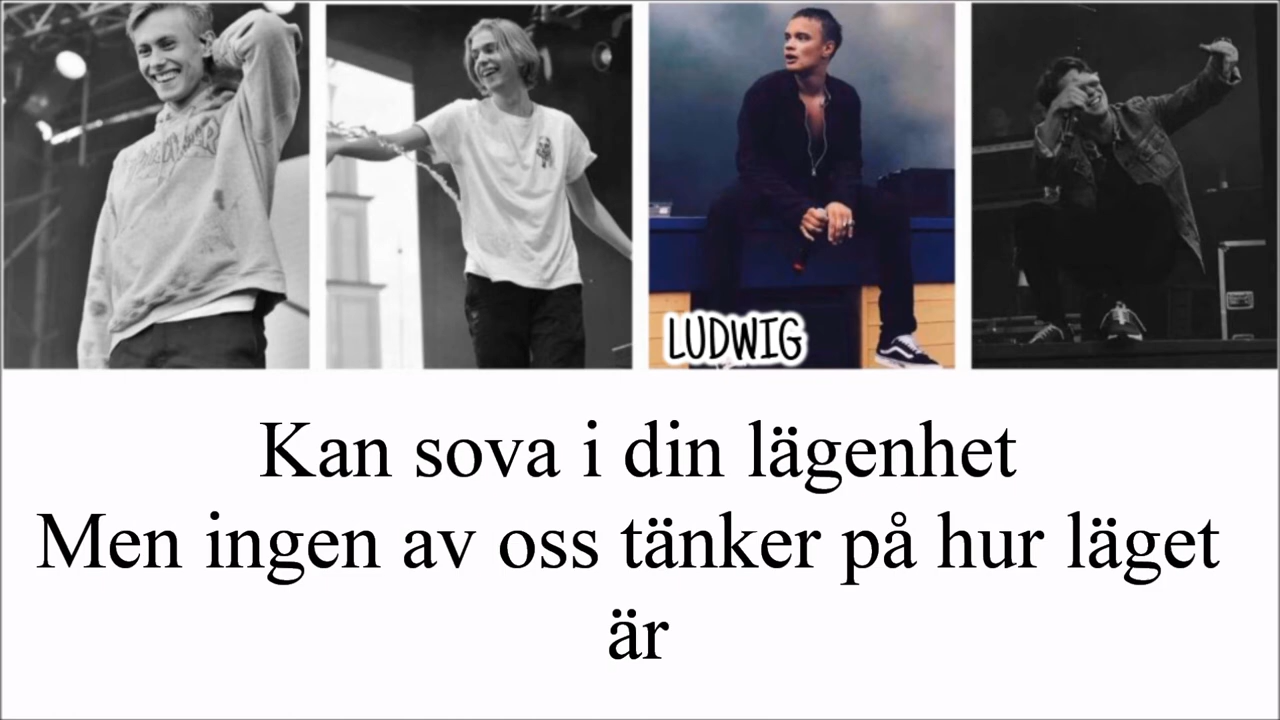 LUDWIG
Kan sova i din lägenhet
Men ingen av oss tänker på hur läget
är